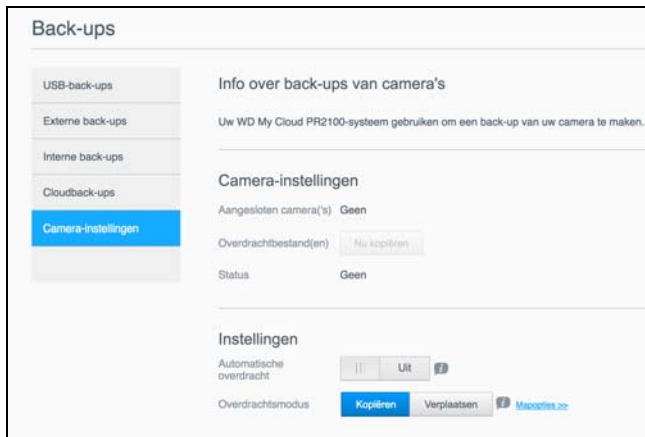 Back-ups
USB-back-ups
Externe back-ups
Interne back-ups
Cloudback-ups
Camera-instellingen
Info over back-ups van camera's
Uw WD My Cloud PR2100-systeem gebruiken om een back-up van uw camera te maken.
Camera-instellingen
Aangesloten camera('s) Geen
Overdrachtbestand(en) Nu kopiëren
Status Geen
Instellingen
Automatische
overdracht Uit
Overdrachtsmodus Kopiëren Verplaatsen Mapopties >>